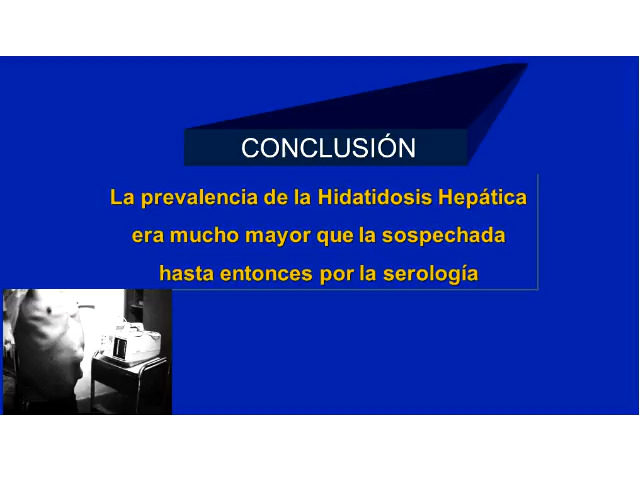 CONCLUSIÓN
La prevalencia de la Hidatidosis Hepática
era mucho mayor que la sospechada
hasta entonces por la serología